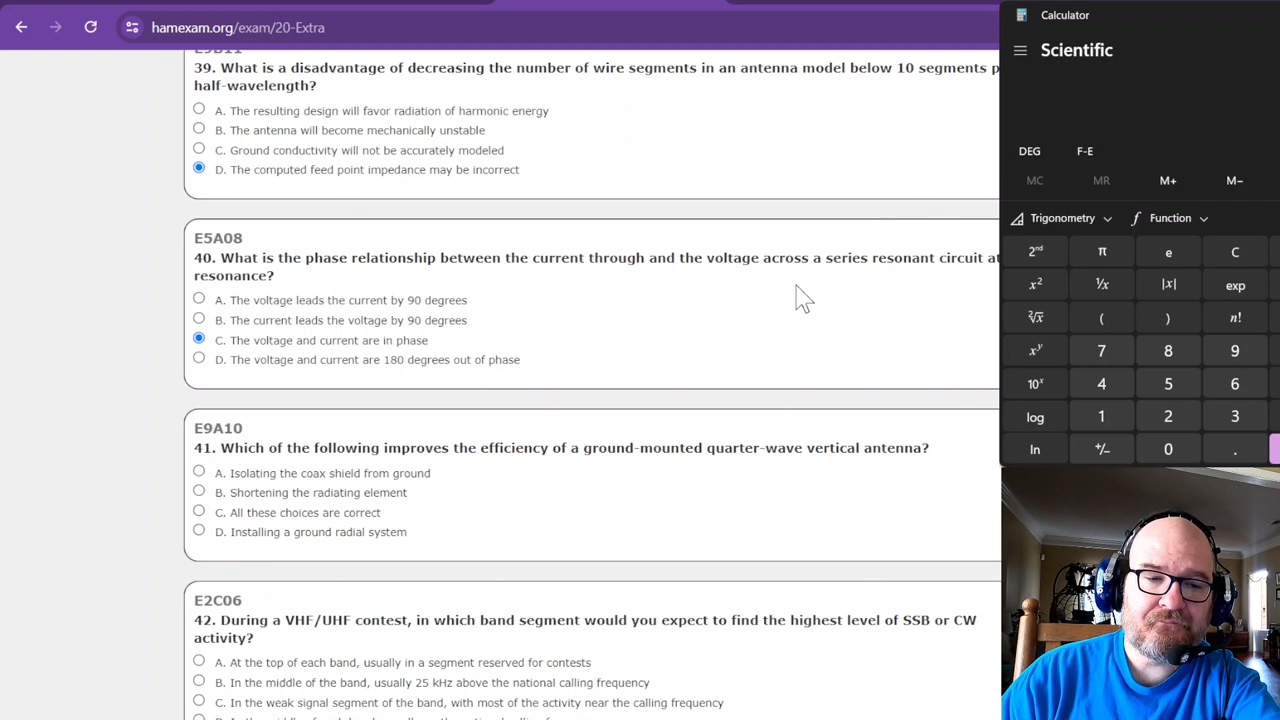 hamexam.org/exam/20-Extra
E9B11
39. What is a disadvantage of decreasing the number of wire segments in an antenna model below 10 segments p
half-wavelength?
A. The resulting design will favor radiation of harmonic energy
B. The antenna will become mechanically unstable
C. Ground conductivity will not be accurately modeled
D. The computed feed point impedance may be incorrect
E5A08
40. What is the phase relationship between the current through and the voltage across a series resonant circuit at
resonance?
A. The voltage leads the current by 90 degrees
B. The current leads the voltage by 90 degrees
C. The voltage and current are in phase
D. The voltage and current are 180 degrees out of phase
E9A10
41. Which of the following improves the efficiency of a ground-mounted quarter-wave vertical antenna?
A. Isolating the coax shield from ground
B. Shortening the radiating element
C. All these choices are correct
D. Installing a ground radial system
E2C06
42. During a VHF/UHF contest, in which band segment would you expect to find the highest level of SSB or CW
activity?
A. At the top of each band, usually in a segment reserved for contests
B. In the middle of the band, usually 25 kHz above the national calling frequency
C. In the weak signal segment of the band, with most of the activity near the calling frequency
Calculator
Scientific
DEG F-E
MC MR M+ M−
Trigonometry Function
2nd π e C
x² ¹/x |x| exp
²√x ( ) n!
xʸ 7 8 9
10ˣ 4 5 6
log 1 2 3
ln +/− 0 .